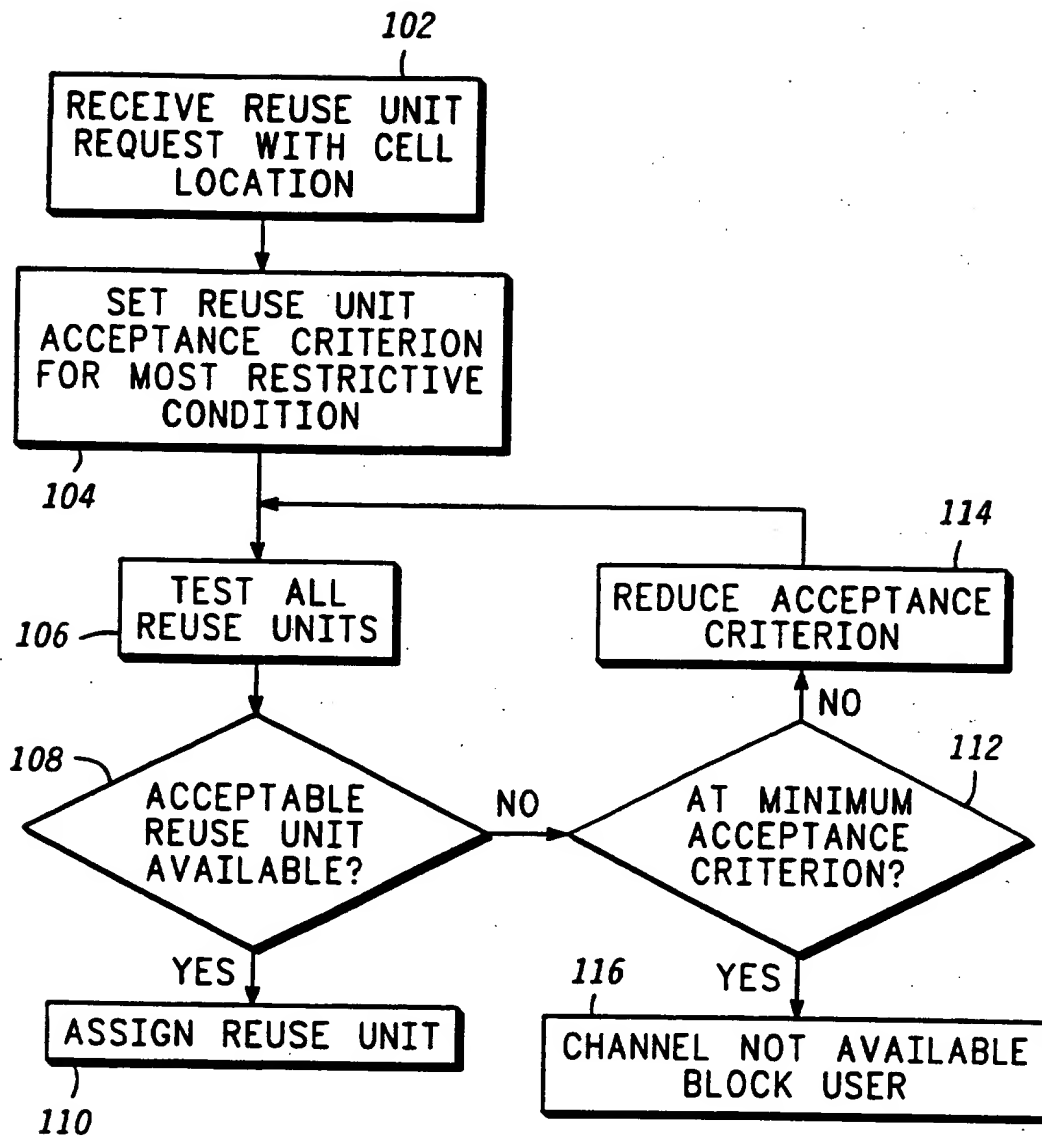 102
RECEIVE REUSE UNIT
REQUEST WITH CELL
LOCATION
SET REUSE UNIT
ACCEPTANCE CRITERION
FOR MOST RESTRICTIVE
CONDITION
104
114
TEST ALL
REUSE UNITS
106
REDUCE ACCEPTANCE
CRITERION
NO
108
ACCEPTABLE
REUSE UNIT
AVAILABLE?
NO
112
AT MINIMUM
ACCEPTANCE
CRITERION?
YES
116
YES
ASSIGN REUSE UNIT
110
CHANNEL NOT AVAILABLE
BLOCK USER